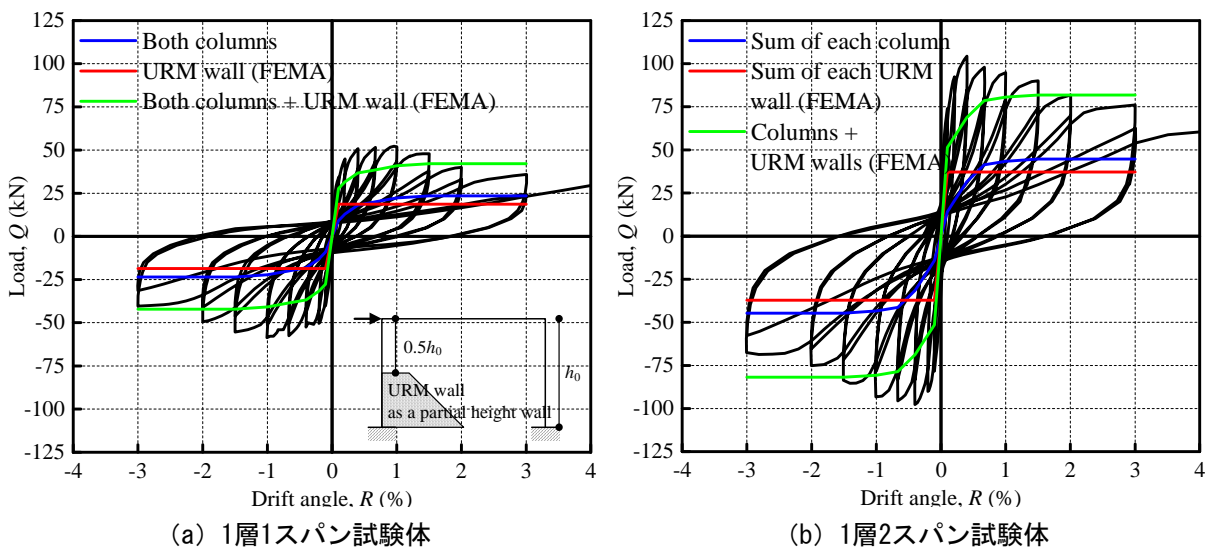 125
100
75
50
25
0
-25
-50
-75
-100
-125
Load, Q (kN)
Both columns
URM wall (FEMA)
Both columns + URM wall (FEMA)
0.5h0
h0
URM wall
as a partial height wall
-4 -3 -2 -1 0 1 2 3 4
Drift angle, R (%)
(a) 1層1スパン試験体
125
100
75
50
25
0
-25
-50
-75
-100
-125
Load, Q (kN)
Sum of each column
Sum of each URM
wall (FEMA)
Columns +
URM walls (FEMA
-4 -3 -2 -1 0 1 2 3 4
Drift angle, R (%)
(b) 1層2スパン試験体